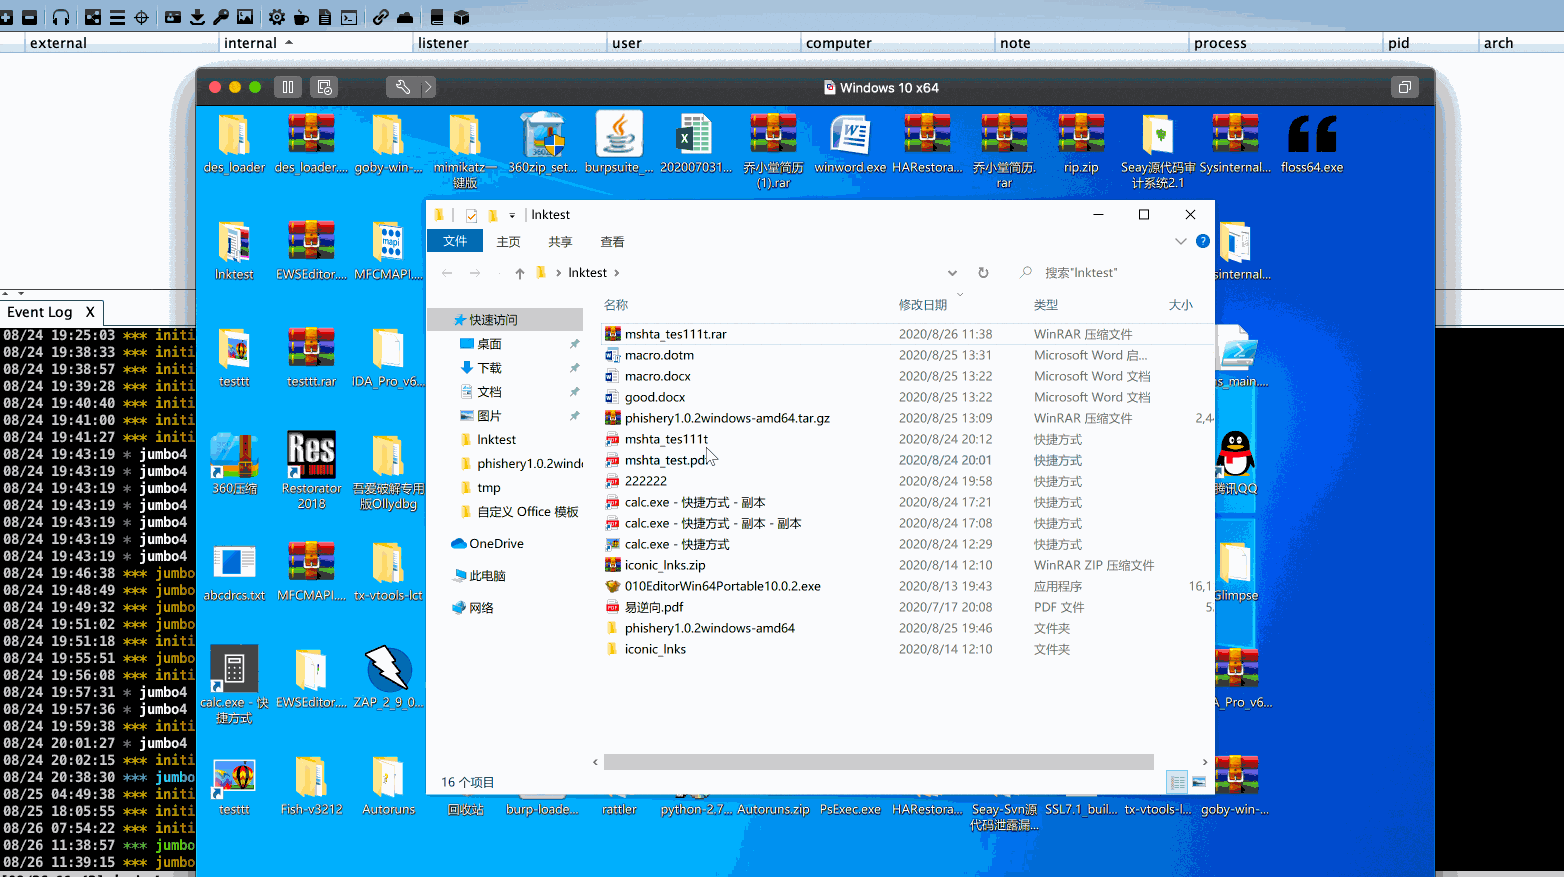 external
internal
listener
user
computer
note
process
pid
arch
Windows 10 x64
des_loader
des_loader....
goby-win-...
mimikatz一
键版
360zip_set...
burpsuite_...
202007031...
乔小堂简历
(1).rar
winword.exe
HARestora...
乔小堂简历.
rar
rip.zip
Seay源代码审
计系统2.1
Sysinternal...
floss64.exe
lnktest
EWSEditor....
MFCMAPI....
sinternal...
testtt
testtt.rar
IDA_Pro_v6...
s_main....
360压缩
Restorator
2018
吾爱破解专用
版Ollydbg
腾讯QQ
abcdrcs.txt
MFCMAPI....
tx-vtools-lct
Glimpse
calc.exe - 快
捷方式
EWSEditor....
ZAP_2_9_0...
A_Pro_v6...
testtt
Fish-v3212
Autoruns
回收站
burp-loade...
rattler
python-2.7...
Autoruns.zip
PsExec.exe
HARestora...
Seay-Svn源
代码泄露漏...
SSL7.1_buil...
tx-vtools-l...
goby-win-...
lnktest
文件
主页
共享
查看
lnktest
搜索"lnktest"
快速访问
桌面
下载
文档
图片
lnktest
phishery1.0.2wind
tmp
自定义 Office 模板
OneDrive
此电脑
网络
名称 修改日期 类型 大小
mshta_tes111t.rar 2020/8/26 11:38 WinRAR 压缩文件
macro.dotm 2020/8/25 13:31 Microsoft Word 启...
macro.docx 2020/8/25 13:22 Microsoft Word 文档
good.docx 2020/8/25 13:22 Microsoft Word 文档
phishery1.0.2windows-amd64.tar.gz 2020/8/25 13:09 WinRAR 压缩文件 2,4
mshta_tes111t 2020/8/24 20:12 快捷方式
mshta_test.pd 2020/8/24 20:01 快捷方式
222222 2020/8/24 19:58 快捷方式
calc.exe - 快捷方式 - 副本 2020/8/24 17:21 快捷方式
calc.exe - 快捷方式 - 副本 - 副本 2020/8/24 17:08 快捷方式
calc.exe - 快捷方式 2020/8/24 12:29 快捷方式
iconic_lnks.zip 2020/8/14 12:10 WinRAR ZIP 压缩文件
010EditorWin64Portable10.0.2.exe 2020/8/13 19:43 应用程序 16,1
易逆向.pdf 2020/7/17 20:08 PDF 文件 5
phishery1.0.2windows-amd64 2020/8/25 19:46 文件夹
iconic_lnks 2020/8/14 12:10 文件夹
16 个项目
Event Log X
08/24 19:25:03 *** initi
08/24 19:38:33 *** initi
08/24 19:38:57 *** initi
08/24 19:39:28 *** initi
08/24 19:40:40 *** initi
08/24 19:41:00 *** initi
08/24 19:41:27 *** initi
08/24 19:43:19 * jumbo4
08/24 19:43:19 * jumbo4
08/24 19:43:19 * jumbo4
08/24 19:43:19 * jumbo4
08/24 19:43:19 * jumbo4
08/24 19:43:19 * jumbo4
08/24 19:43:19 * jumbo4
08/24 19:46:38 *** jumbo
08/24 19:48:49 *** jumbo
08/24 19:49:32 *** jumbo
08/24 19:51:02 *** jumbo
08/24 19:51:18 *** initi
08/24 19:55:51 *** jumbo
08/24 19:56:08 *** initi
08/24 19:57:31 * jumbo4
08/24 19:57:36 * jumbo4
08/24 19:59:38 *** initi
08/24 20:01:27 * jumbo4
08/24 20:02:15 *** initi
08/24 20:38:30 *** jumbo
08/25 04:49:38 *** initi
08/25 18:05:55 *** initi
08/26 07:54:22 *** initi
08/26 11:38:57 *** jumbo
08/26 11:39:15 *** jumbo